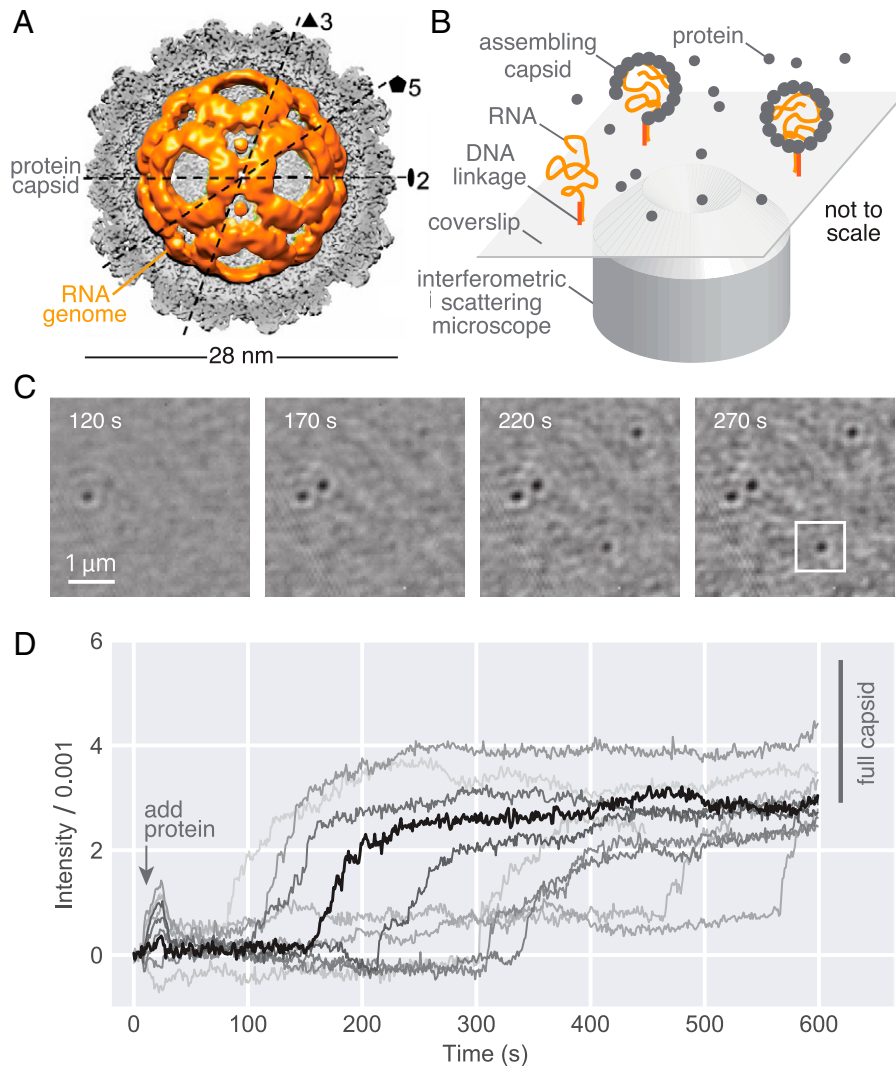 A
3
5
protein
capsid
2
RNA
genome
28 nm
B
assembling
capsid
protein
RNA
DNA
linkage
coverslip
not to
scale
interferometric
scattering
microscope
C
120 s
170 s
220 s
270 s
1 μm
D
6
4
2
0
Intensity / 0.001
add
protein
full capsid
0
100
200
300
400
500
600
Time (s)